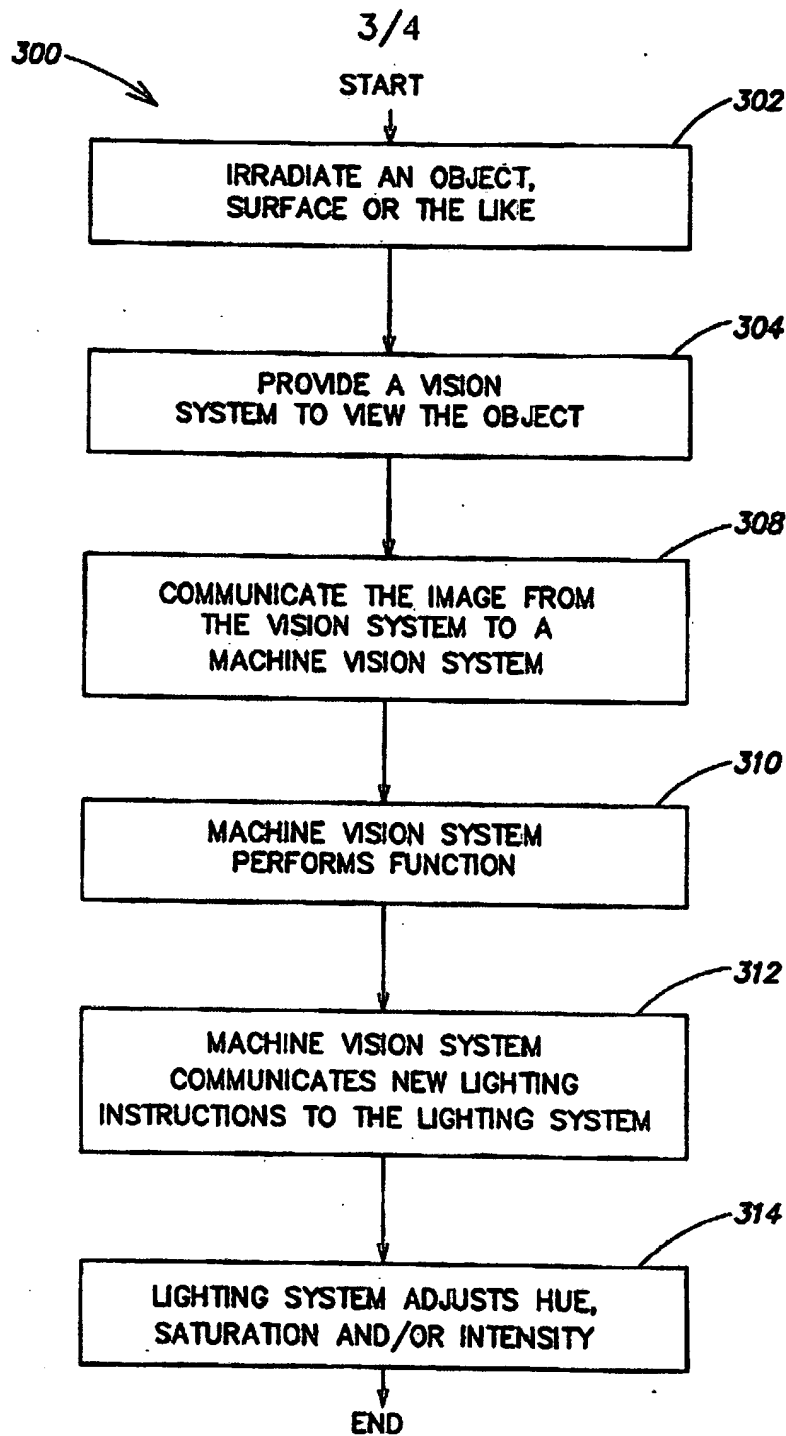 3/4
300
START
302
IRRADIATE AN OBJECT,
SURFACE OR THE LIKE
304
PROVIDE A VISION
SYSTEM TO VIEW THE OBJECT
308
COMMUNICATE THE IMAGE FROM
THE VISION SYSTEM TO A
MACHINE VISION SYSTEM
310
MACHINE VISION SYSTEM
PERFORMS FUNCTION
312
MACHINE VISION SYSTEM
COMMUNICATES NEW LIGHTING
INSTRUCTIONS TO THE LIGHTING SYSTEM
314
LIGHTING SYSTEM ADJUSTS HUE,
SATURATION AND/OR INTENSITY
END